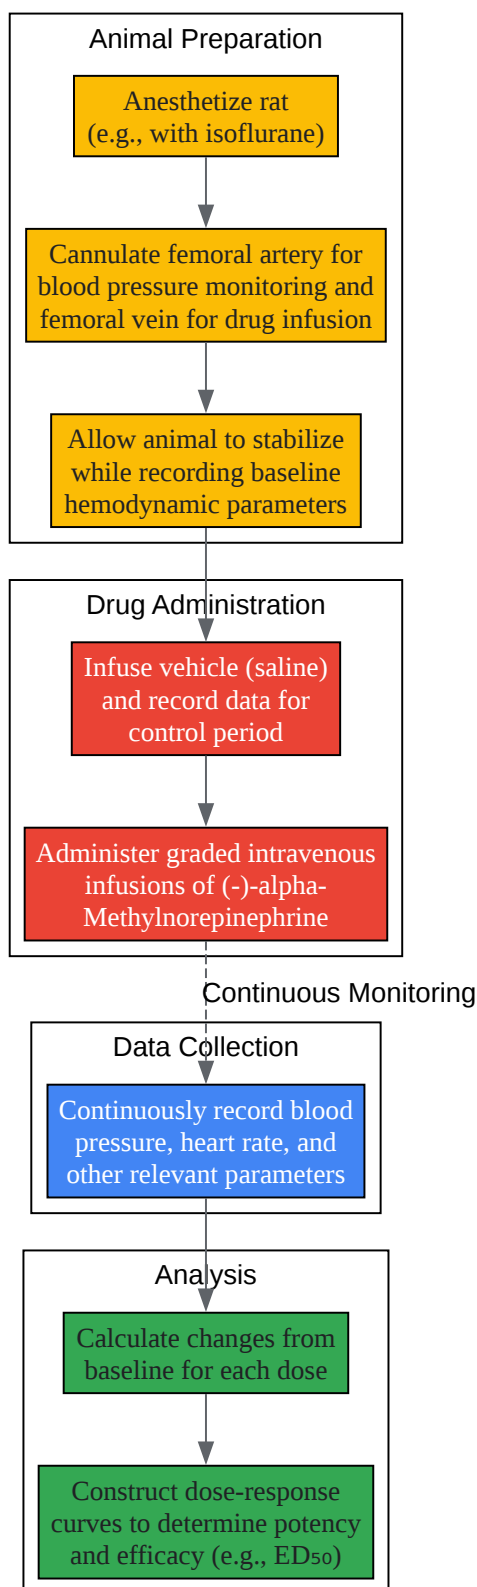 Animal Preparation
Anesthetize rat
(e.g., with isoflurane)
Cannulate femoral artery for
blood pressure monitoring and
femoral vein for drug infusion
Allow animal to stabilize
while recording baseline
hemodynamic parameters
Drug Administration
Infuse vehicle (saline)
and record data for
control period
Administer graded intravenous
infusions of (-)-alpha-
Methylnorepinephrine
Continuous Monitoring
Data Collection
Continuously record blood
pressure, heart rate, and
other relevant parameters
Analysis
Calculate changes from
baseline for each dose
Construct dose-response
curves to determine potency
and efficacy (e.g., ED₅₀)